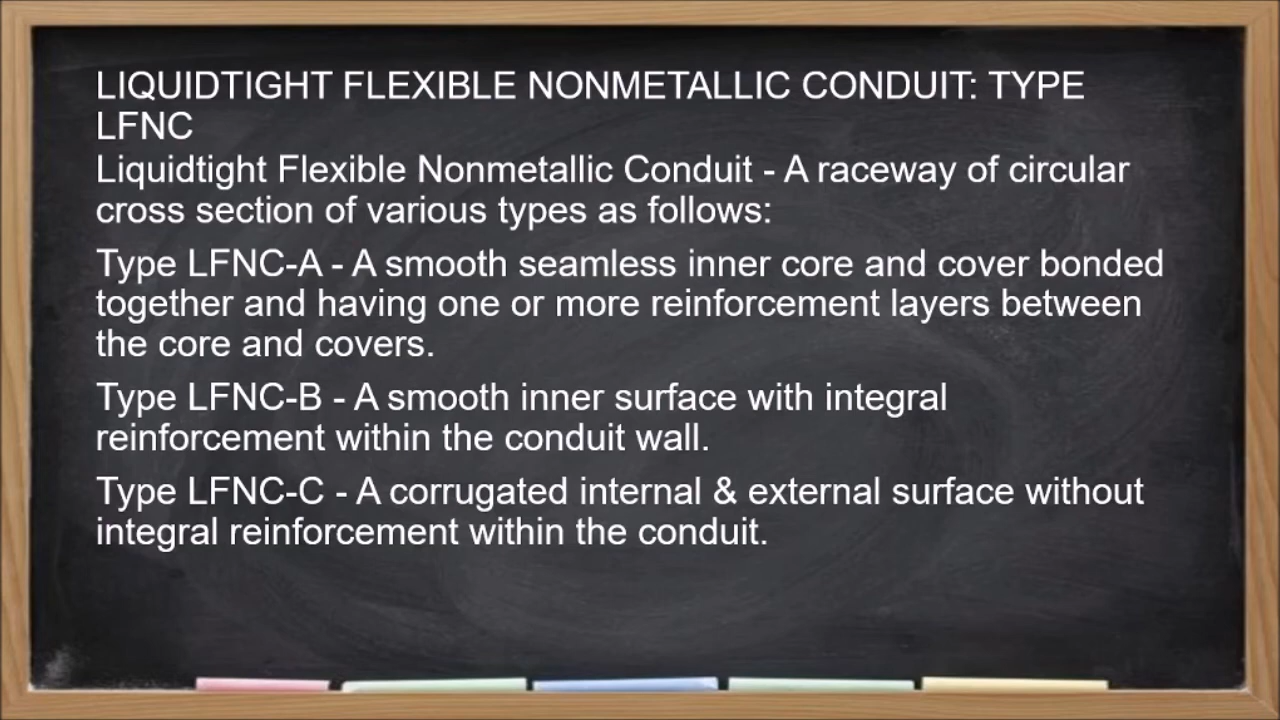 LIQUIDTIGHT FLEXIBLE NONMETALLIC CONDUIT: TYPE
LFNC
Liquidtight Flexible Nonmetallic Conduit - A raceway of circular
cross section of various types as follows:
Type LFNC-A - A smooth seamless inner core and cover bonded
together and having one or more reinforcement layers between
the core and covers.
Type LFNC-B - A smooth inner surface with integral
reinforcement within the conduit wall.
Type LFNC-C - A corrugated internal & external surface without
integral reinforcement within the conduit.